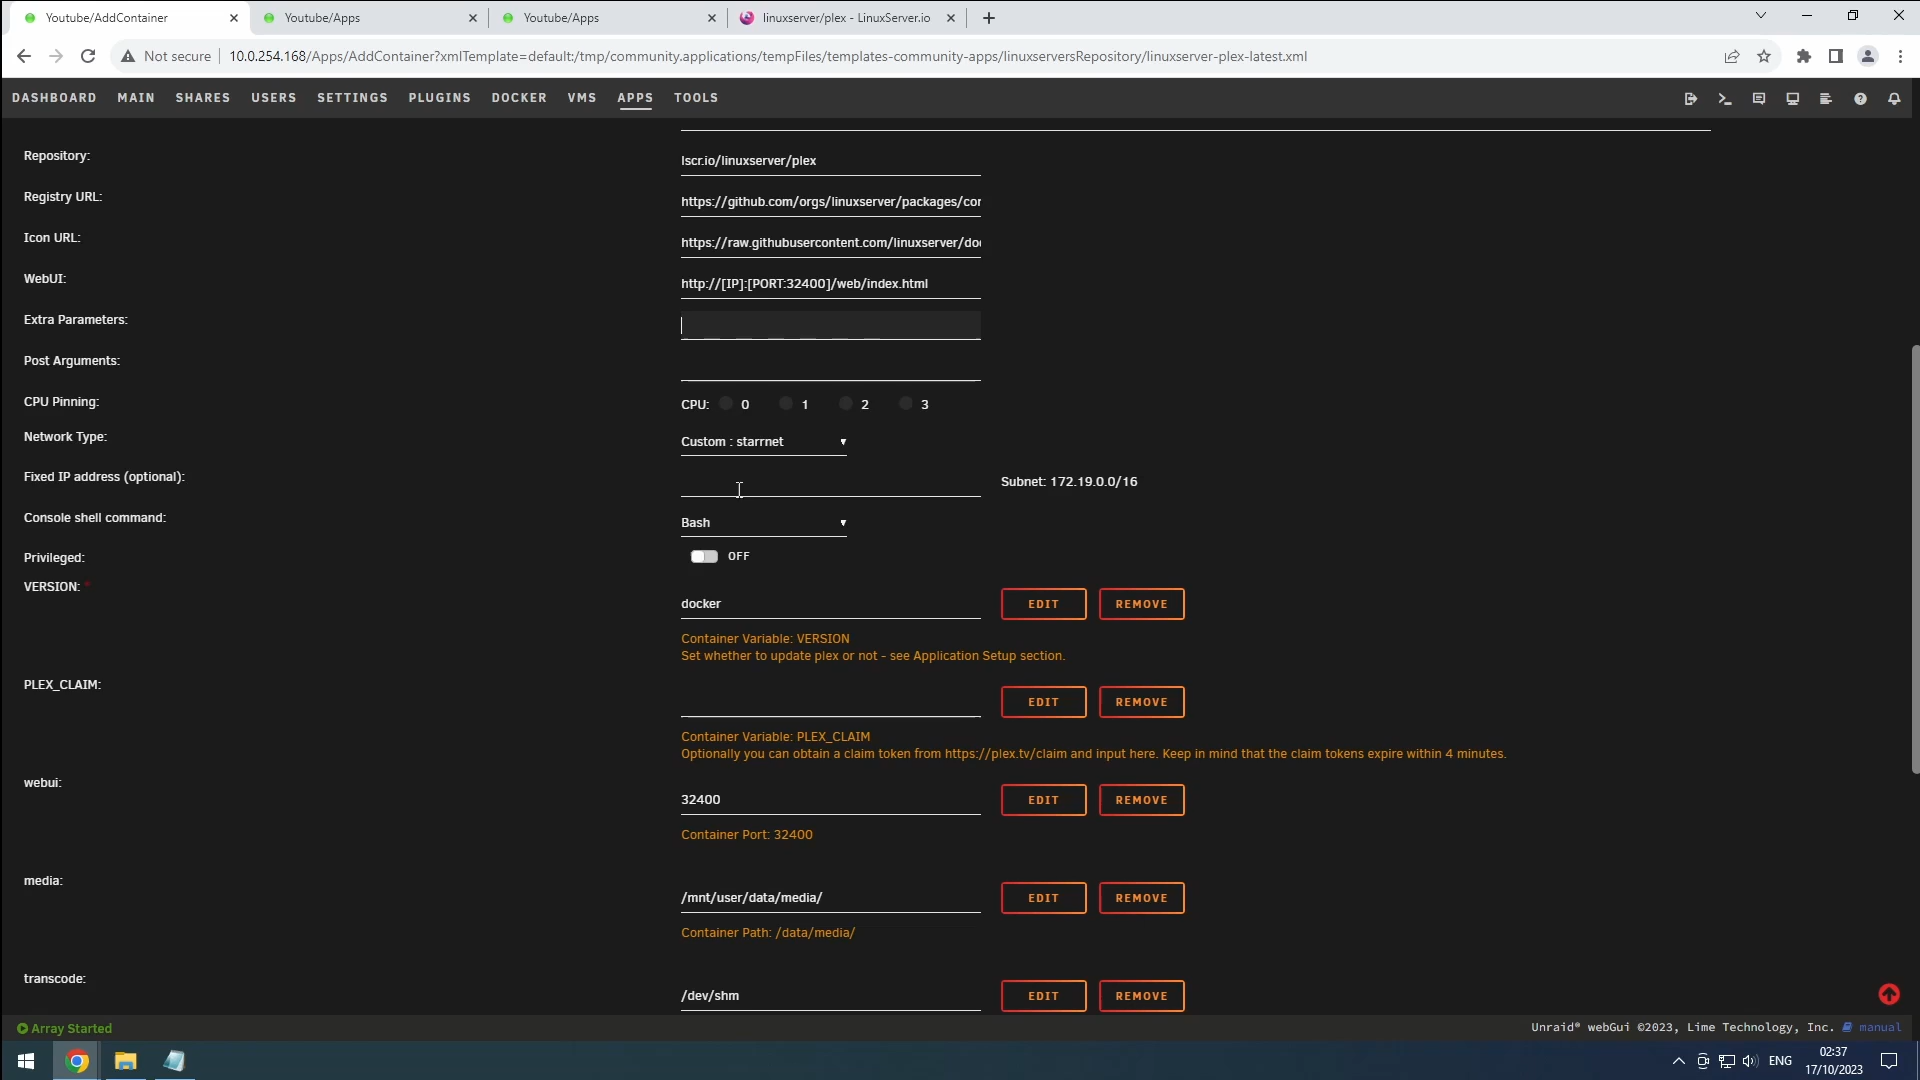 Youtube/AddContainer
Youtube/Apps
Youtube/Apps
linuxserver/plex - LinuxServer.io
Not secure
10.0.254.168/Apps/AddContainer?xmlTemplate=default:/tmp/community.applications/tempFiles/templates-community-apps/linuxserversRepository/linuxserver-plex-latest.xml
DASHBOARD MAIN SHARES USERS SETTINGS PLUGINS DOCKER VMS APPS TOOLS
Repository:
lscr.io/linuxserver/plex
Registry URL:
https://github.com/orgs/linuxserver/packages/cor
Icon URL:
https://raw.githubusercontent.com/linuxserver/do
WebUI:
http://[IP]:[PORT:32400]/web/index.html
Extra Parameters:
Post Arguments:
CPU Pinning:
CPU: 0 1 2 3
Network Type:
Custom : starrnet
Fixed IP address (optional):
Subnet: 172.19.0.0/16
Console shell command:
Bash
Privileged:
OFF
VERSION: *
docker
EDIT REMOVE
Container Variable: VERSION
Set whether to update plex or not - see Application Setup section.
PLEX_CLAIM:
EDIT REMOVE
Container Variable: PLEX_CLAIM
Optionally you can obtain a claim token from https://plex.tv/claim and input here. Keep in mind that the claim tokens expire within 4 minutes.
webui:
32400
EDIT REMOVE
Container Port: 32400
media:
/mnt/user/data/media/
EDIT REMOVE
Container Path: /data/media/
transcode:
/dev/shm
EDIT REMOVE
Array Started
Unraid® webGui ©2023, Lime Technology, Inc. manual
ENG
02:37
17/10/2023